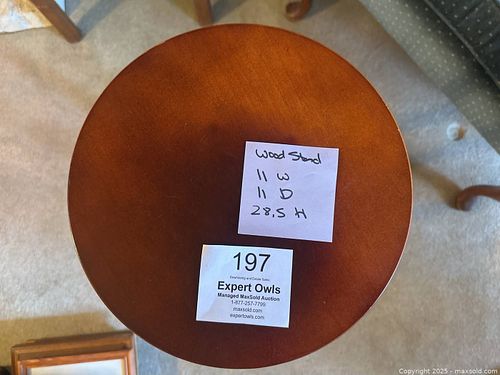 Wood Stand
11 W
11 D
28.5 H
197
Expert Owls
Managed MaxSold Auction
1-877-257-7799
maxsold.com
expertowls.com
Copyright 2025 - maxsold.com